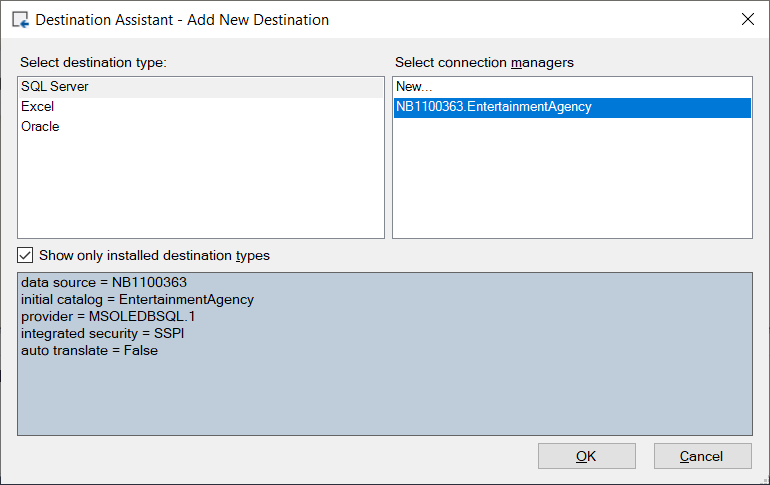 Destination Assistant - Add New Destination
Select destination type:
SQL Server
Excel
Oracle
Select connection managers
New...
NB1100363.EntertainmentAgency
Show only installed destination types
data source = NB1100363
initial catalog = EntertainmentAgency
provider = MSOLEDBSQL.1
integrated security = SSPI
auto translate = False
OK
Cancel